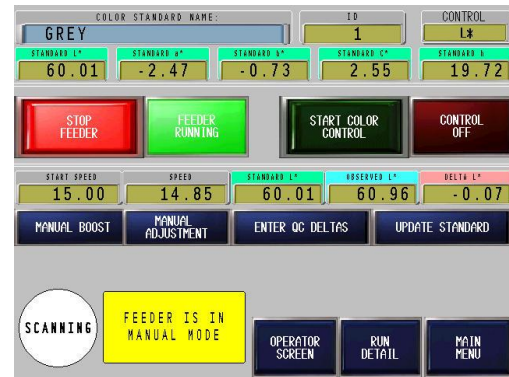 COLOR STANDARD NAME: ID CONTROL
GREY 1 L*
STANDARD L* STANDARD a* STANDARD b* STANDARD C* STANDARD h
60.01 -2.47 -0.73 2.55 19.72
STOP FEEDER
FEEDER RUNNING
START COLOR CONTROL
CONTROL OFF
START SPEED SPEED STANDARD L* OBSERVED L* DELTA L*
15.00 14.85 60.01 60.96 -0.07
MANUAL BOOST
MANUAL ADJUSTMENT
ENTER QC DELTAS
UPDATE STANDARD
SCANNING
FEEDER IS IN
MANUAL MODE
OPERATOR SCREEN
RUN DETAIL
MAIN MENU